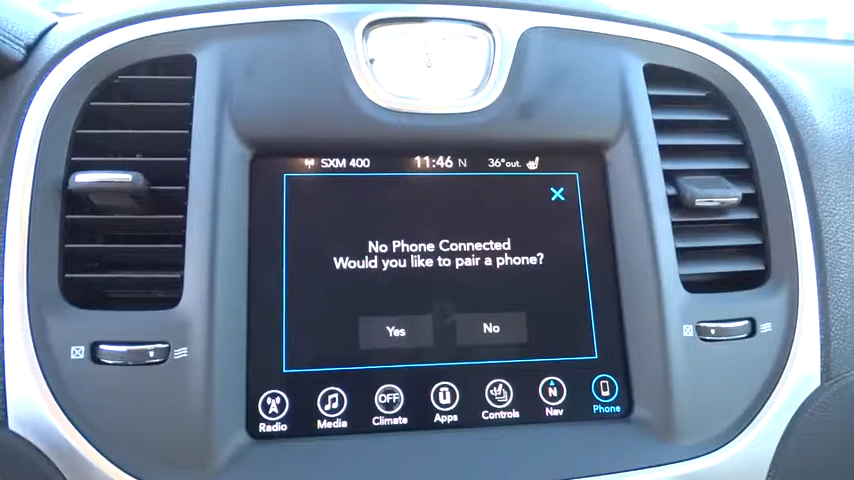 SXM 400 11:46 N 36°out.
No Phone Connected
Would you like to pair a phone?
Yes No
OFF N
Radio Media Climate Apps Controls Nav Phone